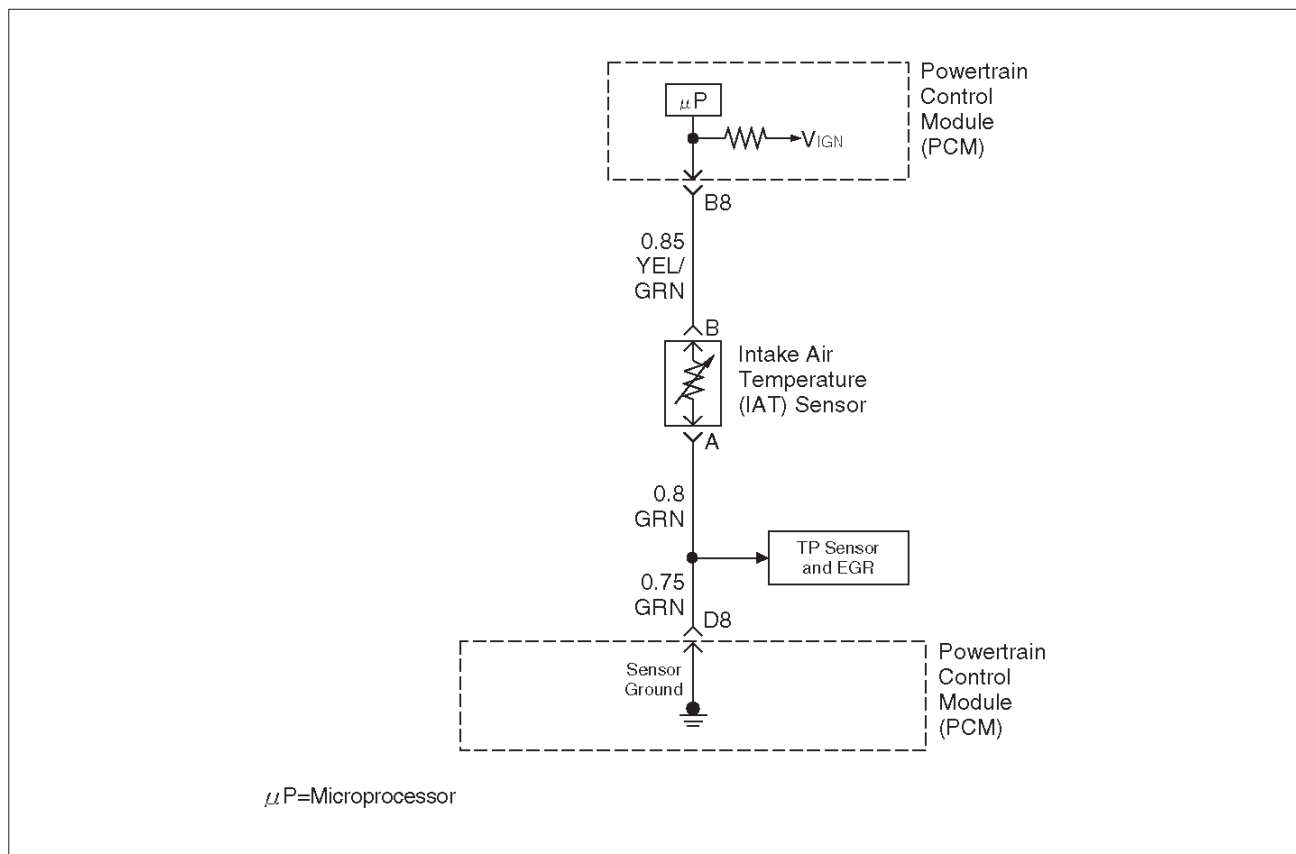 Powertrain
Control
Module
(PCM)
μP
VIGN
B8
0.85
YEL/
GRN
B
Intake Air
Temperature
(IAT) Sensor
A
0.8
GRN
TP Sensor
and EGR
0.75
GRN
D8
Sensor
Ground
Powertrain
Control
Module
(PCM)
μP=Microprocessor